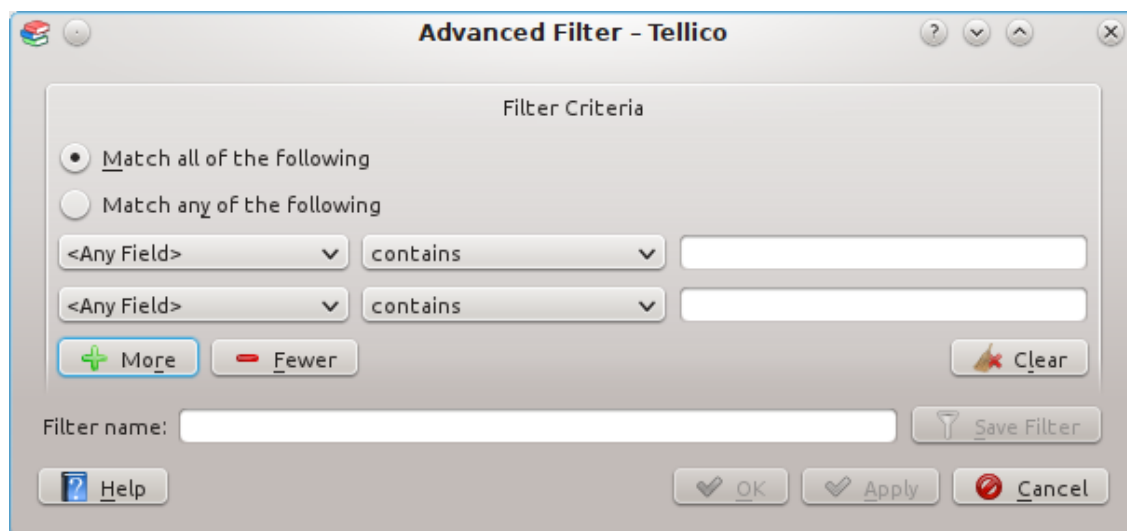 Advanced Filter – Tellico
Filter Criteria
Match all of the following
Match any of the following
<Any Field> contains
<Any Field> contains
More Fewer Clear
Filter name: Save Filter
Help OK Apply Cancel